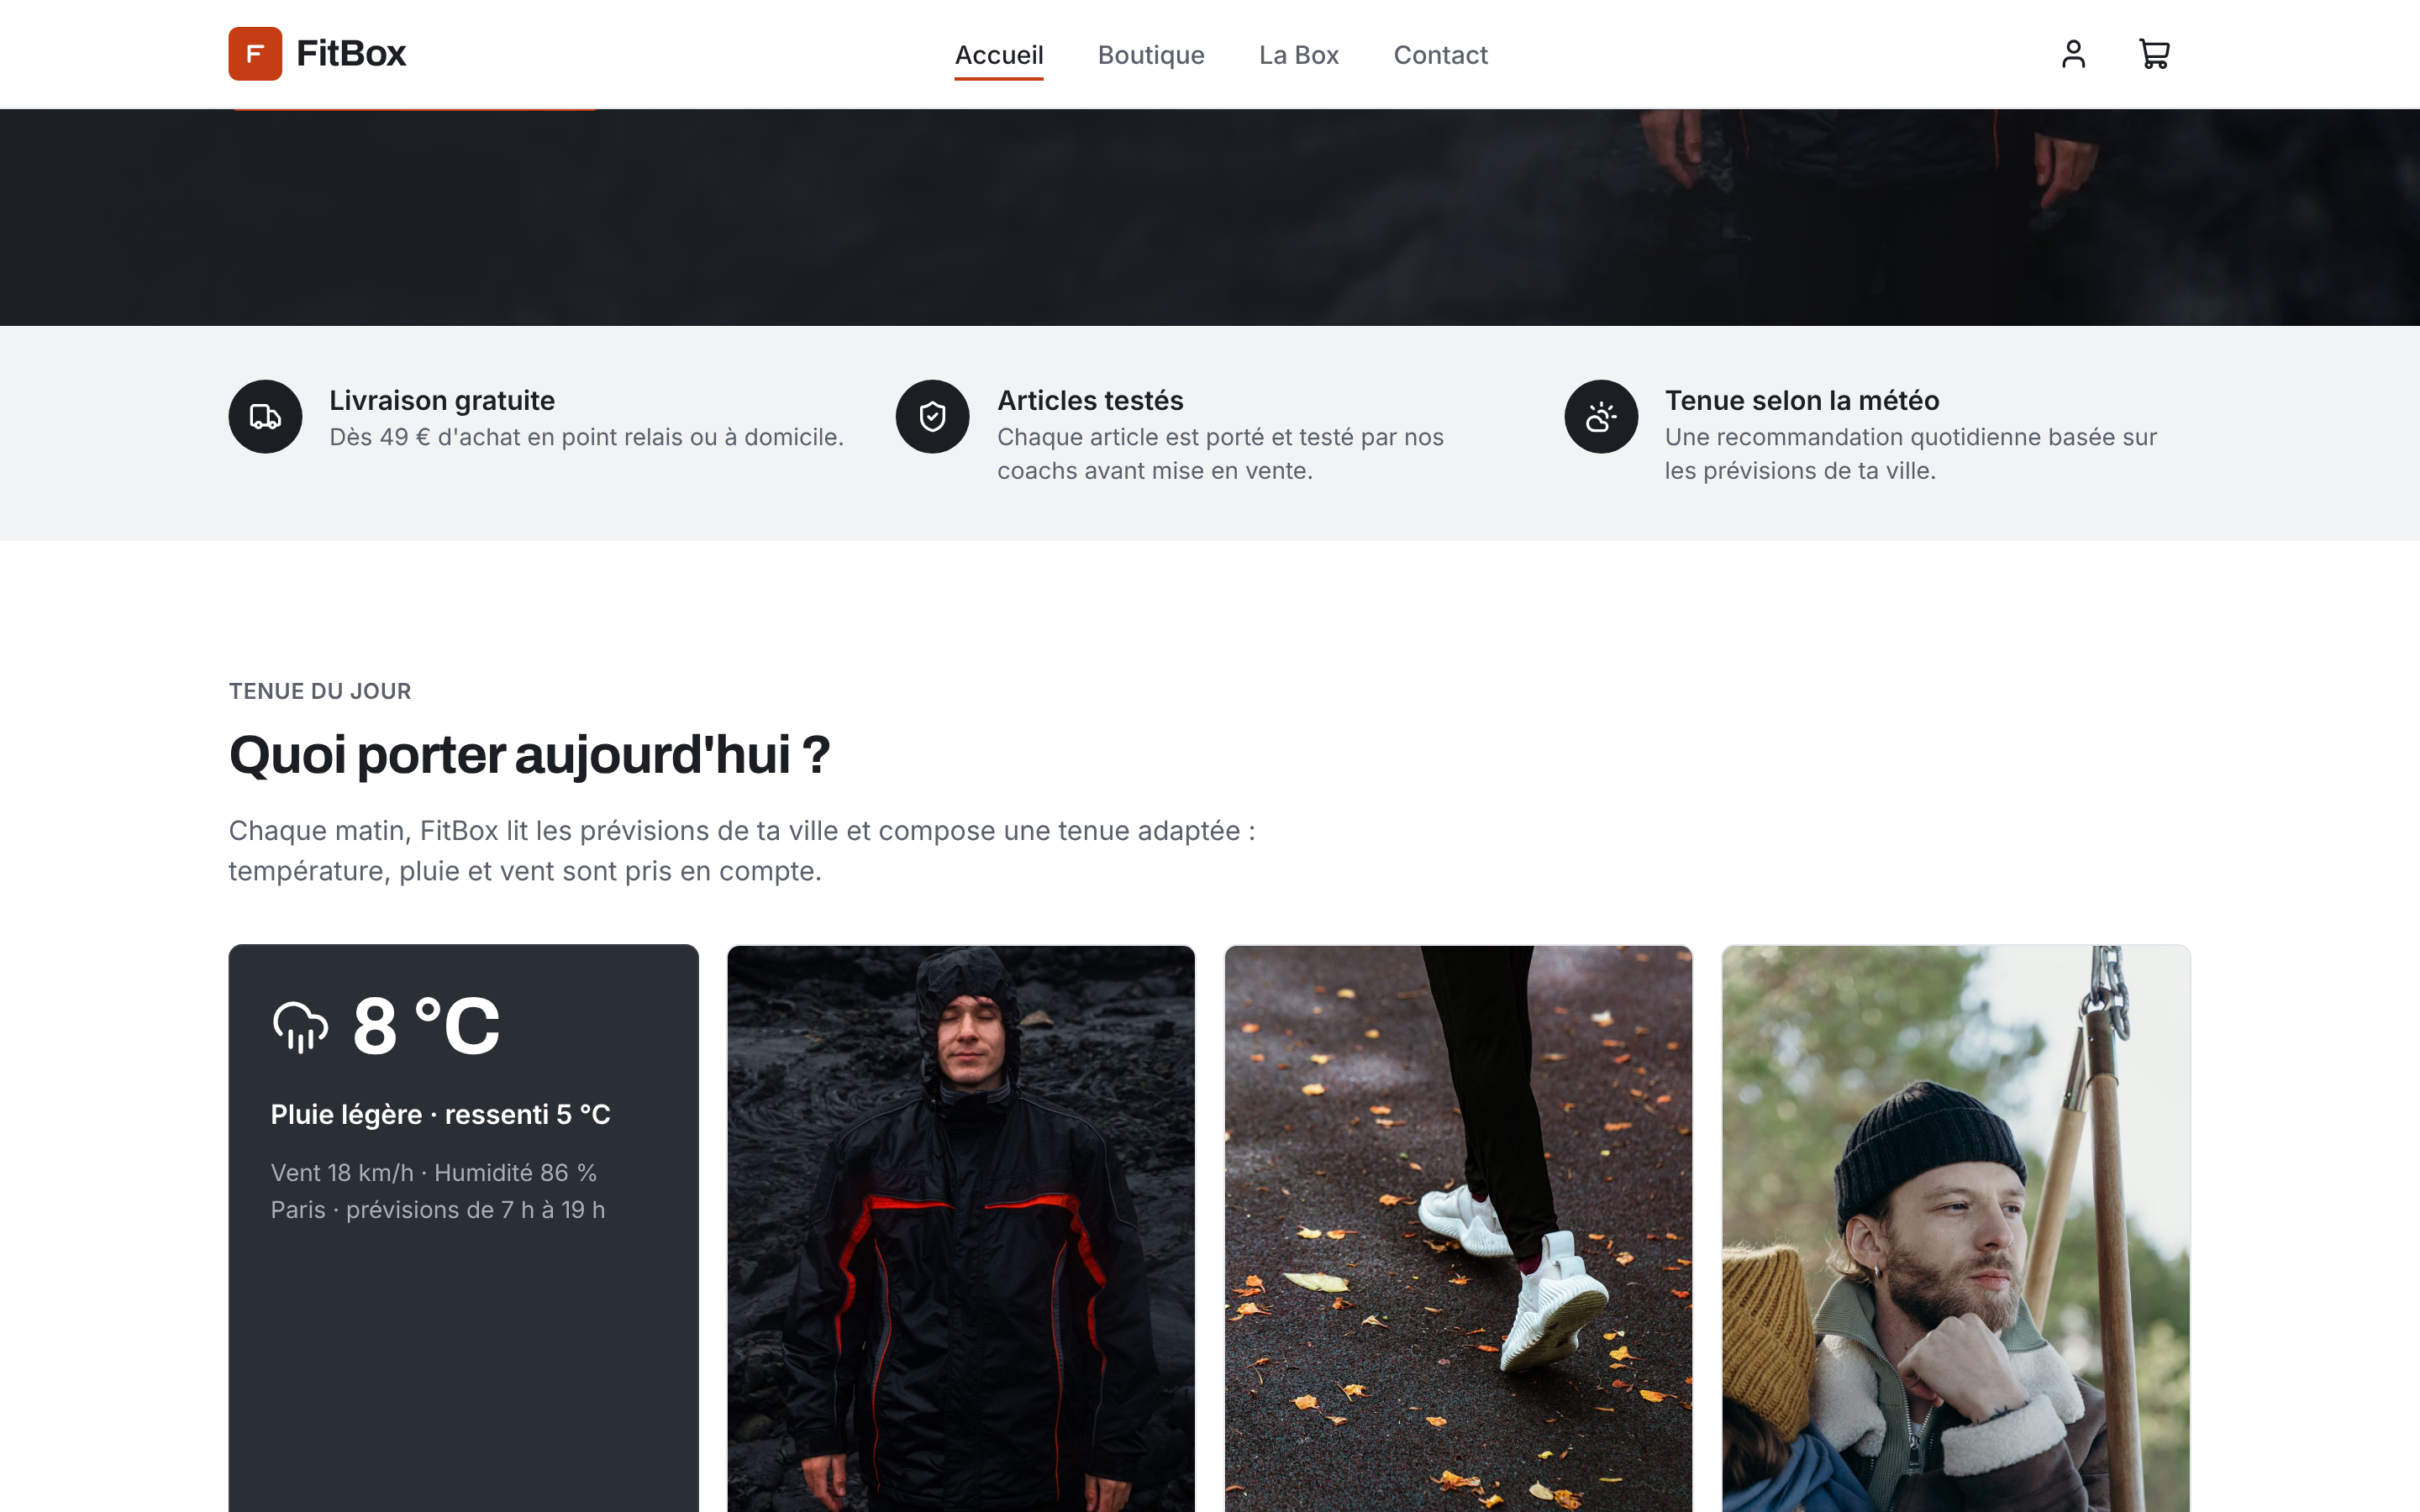 FitBox
Accueil
Boutique
La Box
Contact
Livraison gratuite
Dès 49 € d'achat en point relais ou à domicile.
Articles testés
Chaque article est porté et testé par nos
coachs avant mise en vente.
Tenue selon la météo
Une recommandation quotidienne basée sur
les prévisions de ta ville.
TENUE DU JOUR
Quoi porter aujourd'hui ?
Chaque matin, FitBox lit les prévisions de ta ville et compose une tenue adaptée :
température, pluie et vent sont pris en compte.
8 °C
Pluie légère · ressenti 5 °C
Vent 18 km/h · Humidité 86 %
Paris · prévisions de 7 h à 19 h